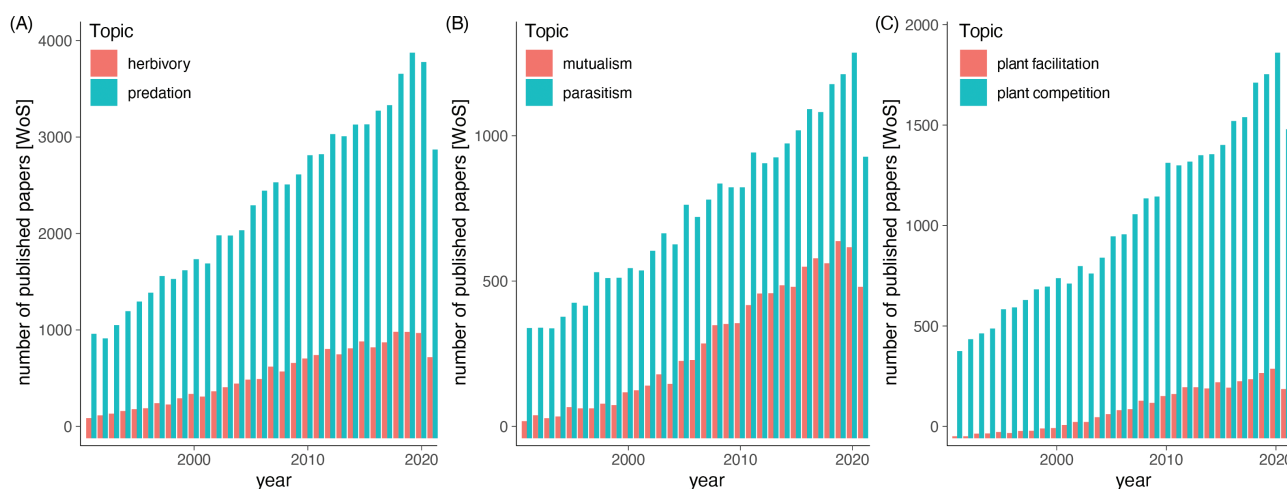 (A)
Topic
herbivory
predation
number of published papers [WoS]
4000
3000
2000
1000
0
2000
2010
2020
year
(B)
Topic
mutualism
parasitism
number of published papers [WoS]
1000
500
0
2000
2010
2020
year
(C)
Topic
plant facilitation
plant competition
number of published papers [WoS]
2000
1500
1000
500
0
2000
2010
2020
year